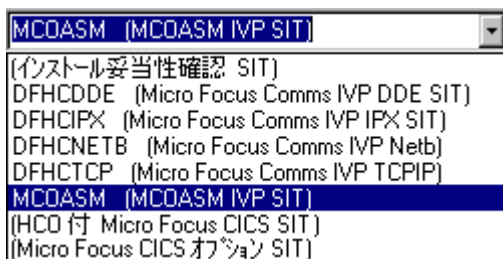 MCOASM (MCOASM IVP SIT)
(インストール妥当性確認 SIT)
DFHCDDE (Micro Focus Comms IVP DDE SIT)
DFHCIPX (Micro Focus Comms IVP IPX SIT)
DFHCNETB (Micro Focus Comms IVP Netb)
DFHCTCP (Micro Focus Comms IVP TCPIP)
MCOASM (MCOASM IVP SIT)
(HCO 付 Micro Focus CICS SIT)
(Micro Focus CICS オプション SIT)